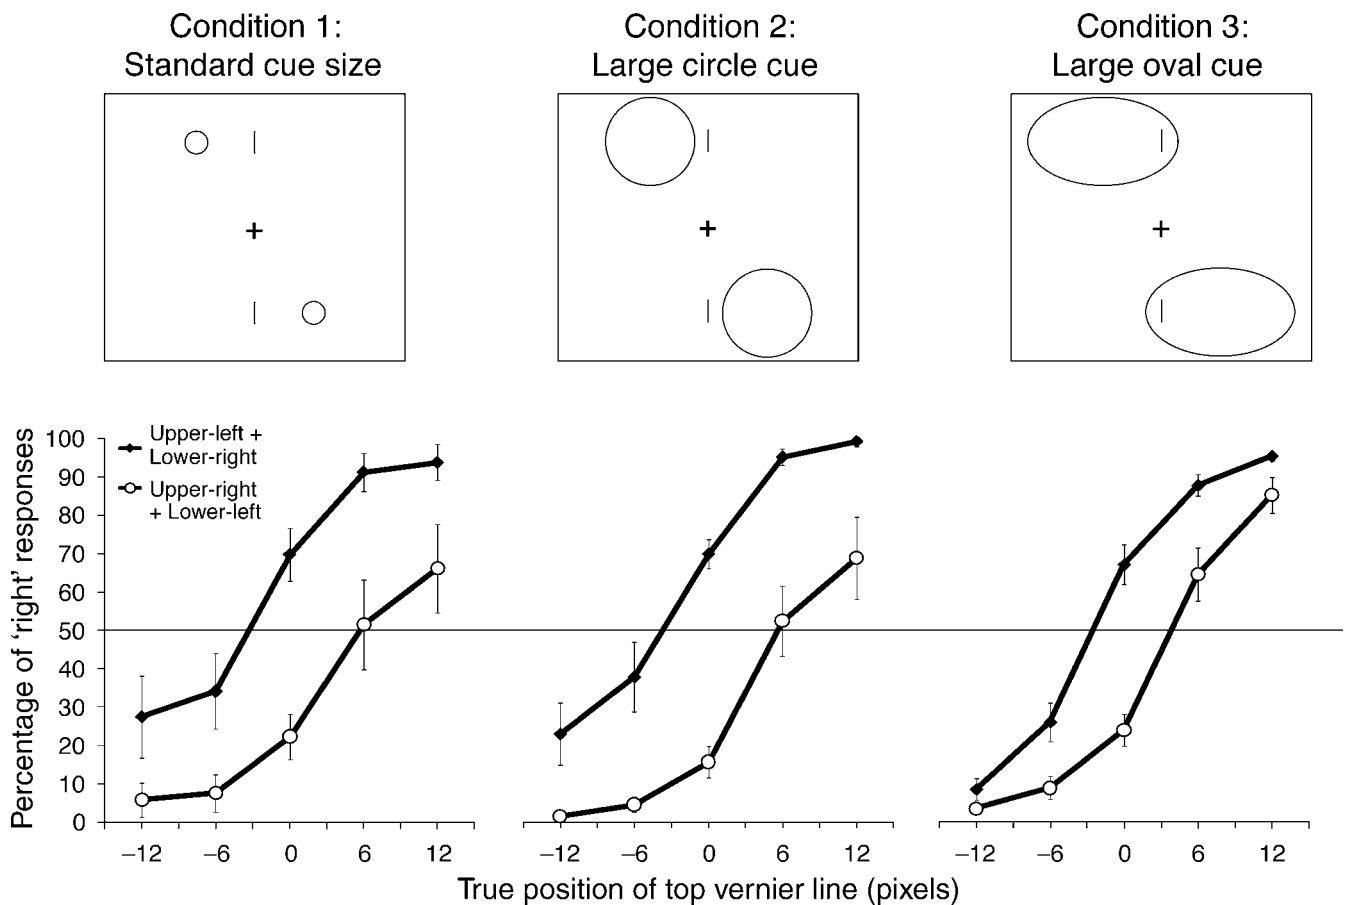 Condition 1:
Standard cue size
Condition 2:
Large circle cue
Condition 3:
Large oval cue
Percentage of ‘right’ responses
100
90
80
70
60
50
40
30
20
10
0
Upper-left +
Lower-right
Upper-right
+ Lower-left
−12 −6 0 6 12
−12 −6 0 6 12
−12 −6 0 6 12
True position of top vernier line (pixels)